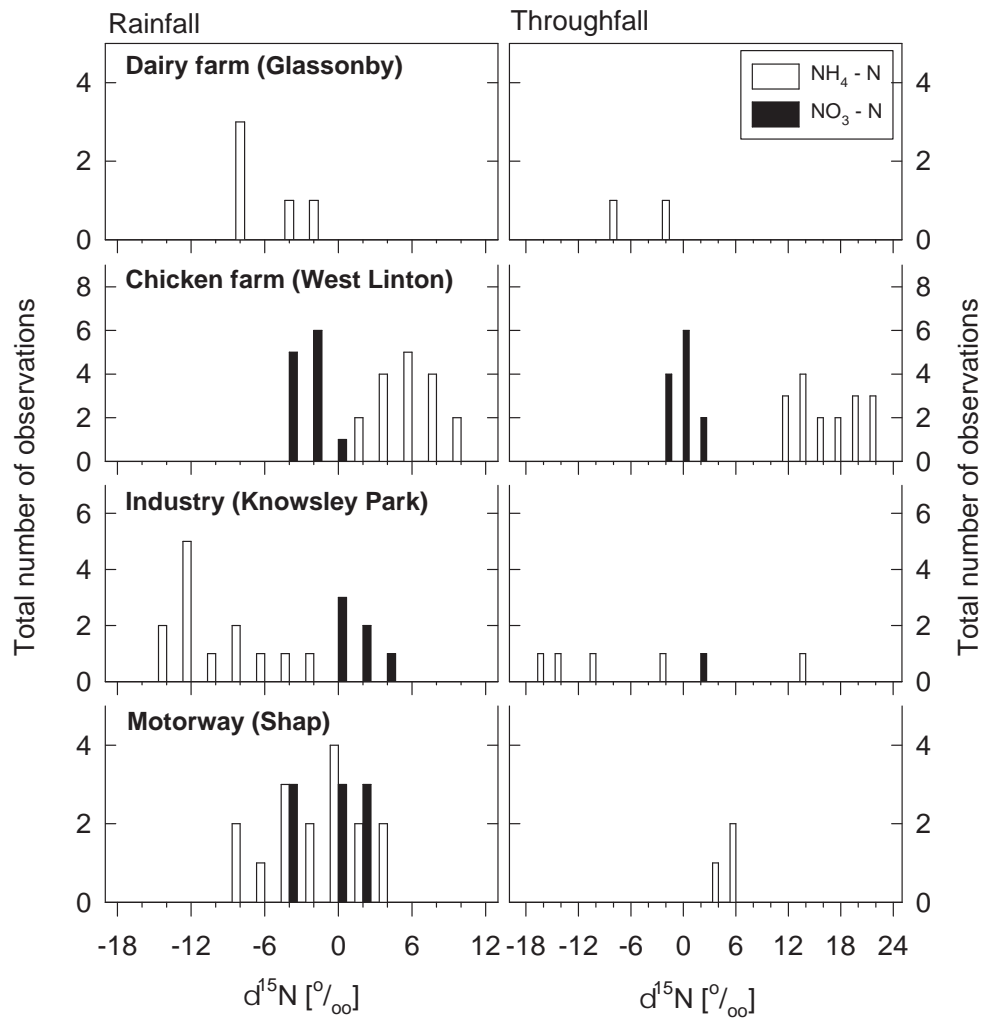 Rainfall
Throughfall
Dairy farm (Glassonby)
NH4 - N
NO3 - N
4
2
0
4
2
0
Chicken farm (West Linton)
8
6
4
2
0
8
6
4
2
0
Total number of observations
Total number of observations
Industry (Knowsley Park)
6
4
2
0
6
4
2
0
Motorway (Shap)
4
2
0
4
2
0
-18 -12 -6 0 6 12
-18 -12 -6 0 6 12 18 24
d15N [o/oo]
d15N [o/oo]